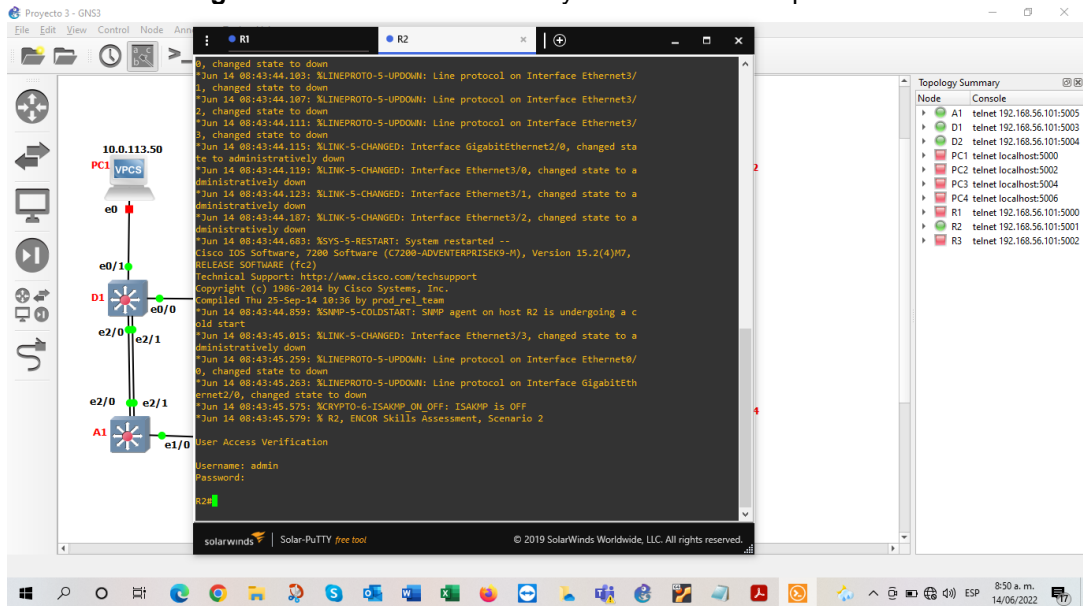 Proyecto 3 - GNS3
File Edit View Control Node
R1
R2
0, changed state to down
*Jun 14 08:43:44.103: %LINEPROTO-5-UPDOWN: Line protocol on Interface Ethernet3/
1, changed state to down
*Jun 14 08:43:44.107: %LINEPROTO-5-UPDOWN: Line protocol on Interface Ethernet3/
2, changed state to down
*Jun 14 08:43:44.111: %LINEPROTO-5-UPDOWN: Line protocol on Interface Ethernet3/
3, changed state to down
*Jun 14 08:43:44.115: %LINK-5-CHANGED: Interface GigabitEthernet2/0, changed sta
te to administratively down
*Jun 14 08:43:44.119: %LINK-5-CHANGED: Interface Ethernet3/0, changed state to a
dministratively down
*Jun 14 08:43:44.123: %LINK-5-CHANGED: Interface Ethernet3/1, changed state to a
dministratively down
*Jun 14 08:43:44.187: %LINK-5-CHANGED: Interface Ethernet3/2, changed state to a
dministratively down
*Jun 14 08:43:44.683: %SYS-5-RESTART: System restarted --
Cisco IOS Software, 7200 Software (C7200-ADVENTERPRISEK9-M), Version 15.2(4)M7,
RELEASE SOFTWARE (fc2)
Technical Support: http://www.cisco.com/techsupport
Copyright (c) 1986-2014 by Cisco Systems, Inc.
Compiled Thu 25-Sep-14 10:36 by prod_rel_team
*Jun 14 08:43:44.859: %SNMP-5-COLDSTART: SNMP agent on host R2 is undergoing a c
old start
*Jun 14 08:43:45.015: %LINK-5-CHANGED: Interface Ethernet3/3, changed state to a
dministratively down
*Jun 14 08:43:45.259: %LINEPROTO-5-UPDOWN: Line protocol on Interface Ethernet0/
0, changed state to down
*Jun 14 08:43:45.263: %LINEPROTO-5-UPDOWN: Line protocol on Interface GigabitEth
ernet2/0, changed state to down
*Jun 14 08:43:45.575: %CRYPTO-6-ISAKMP_ON_OFF: ISAKMP is OFF
*Jun 14 08:43:45.579: % R2, ENCOR Skills Assessment, Scenario 2
User Access Verification
Username: admin
Password:
R2#
solarwinds Solar-PuTTY free tool © 2019 SolarWinds Worldwide, LLC. All rights reserved.
10.0.113.50
PC1 VPCS
e0
e0/1
D1
e0/0
e2/0 e2/1
e2/0 e2/1
A1
e1/0
2
4
Topology Summary
Node Console
A1 telnet 192.168.56.101:5005
D1 telnet 192.168.56.101:5003
D2 telnet 192.168.56.101:5004
PC1 telnet localhost:5000
PC2 telnet localhost:5002
PC3 telnet localhost:5004
PC4 telnet localhost:5006
R1 telnet 192.168.56.101:5000
R2 telnet 192.168.56.101:5001
R3 telnet 192.168.56.101:5002
ESP
8:50 a. m.
14/06/2022